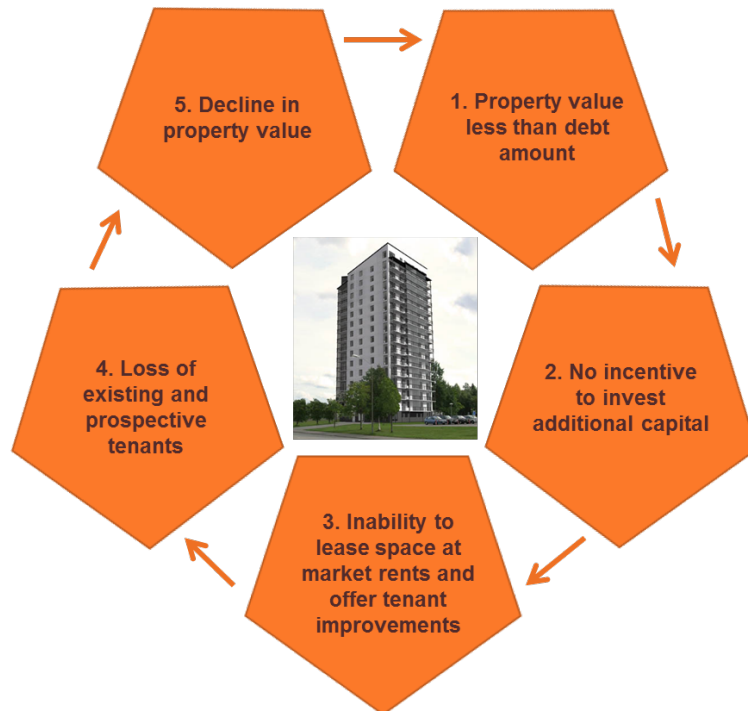 1. Property value
less than debt
amount
2. No incentive
to invest
additional capital
3. Inability to
lease space at
market rents and
offer tenant
improvements
4. Loss of
existing and
prospective
tenants
5. Decline in
property value